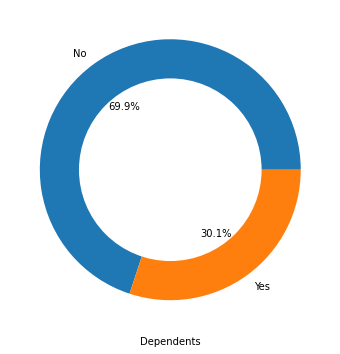 No
69.9%
30.1%
Yes
Dependents